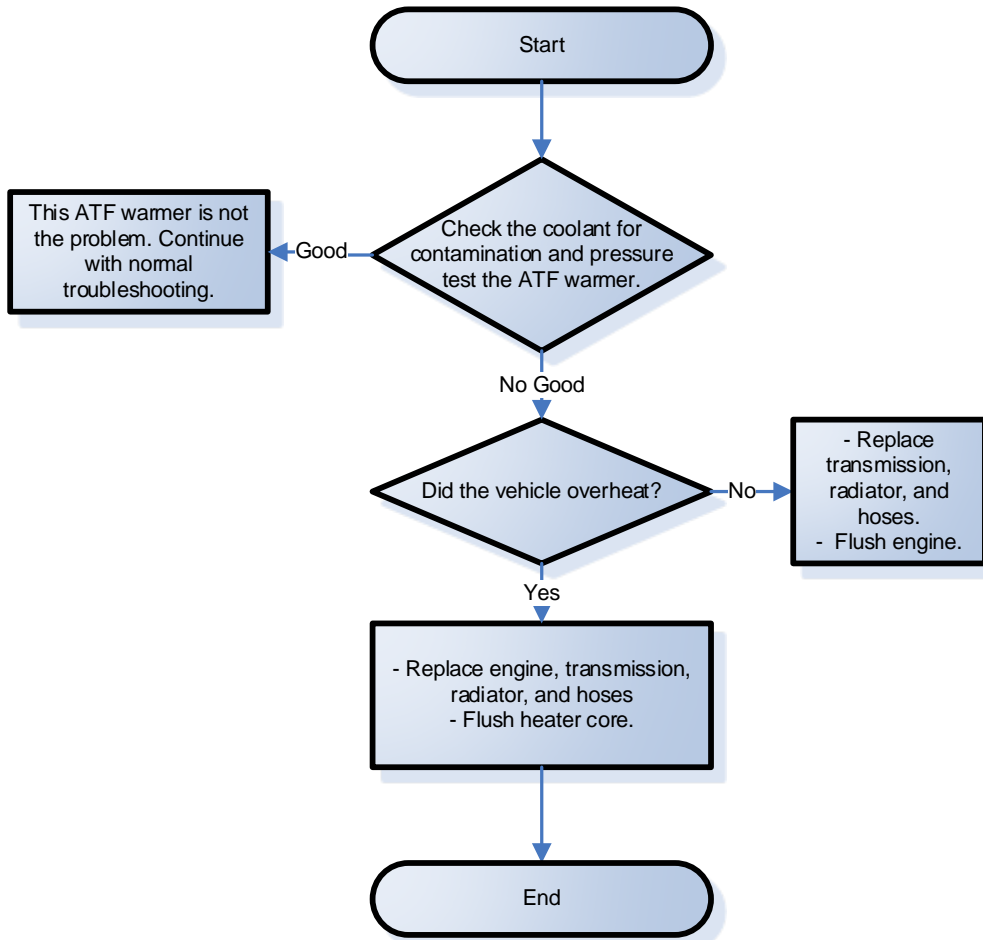 Start
Check the coolant for
contamination and pressure
test the ATF warmer.
Good
This ATF warmer is not
the problem. Continue
with normal
troubleshooting.
No Good
Did the vehicle overheat?
No
- Replace
transmission,
radiator, and
hoses.
- Flush engine.
Yes
- Replace engine, transmission,
radiator, and hoses
- Flush heater core.
End